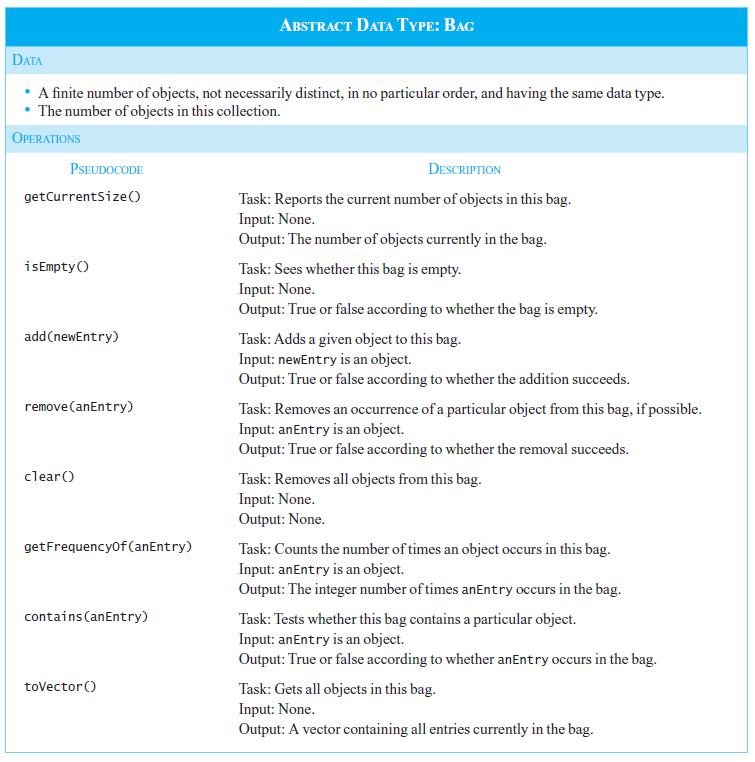 ABSTRACT DATA TYPE: BAG
DATA
• A finite number of objects, not necessarily distinct, in no particular order, and having the same data type.
• The number of objects in this collection.
OPERATIONS
PSEUDOCODE DESCRIPTION
getCurrentSize() Task: Reports the current number of objects in this bag.
Input: None.
Output: The number of objects currently in the bag.
isEmpty() Task: Sees whether this bag is empty.
Input: None.
Output: True or false according to whether the bag is empty.
add(newEntry) Task: Adds a given object to this bag.
Input: newEntry is an object.
Output: True or false according to whether the addition succeeds.
remove(anEntry) Task: Removes an occurrence of a particular object from this bag, if possible.
Input: anEntry is an object.
Output: True or false according to whether the removal succeeds.
clear() Task: Removes all objects from this bag.
Input: None.
Output: None.
getFrequencyOf(anEntry) Task: Counts the number of times an object occurs in this bag.
Input: anEntry is an object.
Output: The integer number of times anEntry occurs in the bag.
contains(anEntry) Task: Tests whether this bag contains a particular object.
Input: anEntry is an object.
Output: True or false according to whether anEntry occurs in the bag.
toVector() Task: Gets all objects in this bag.
Input: None.
Output: A vector containing all entries currently in the bag.